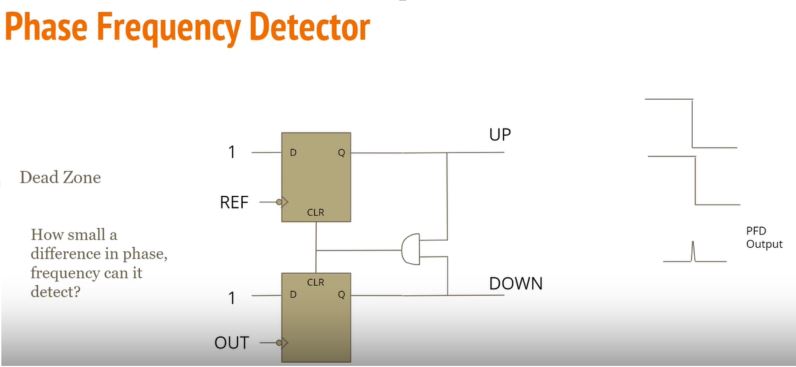 Phase Frequency Detector
UP
1
D
Q
Dead Zone
REF
CLR
How small a
difference in phase,
frequency can it
detect?
PFD
Output
CLR
DOWN
1
D
Q
OUT